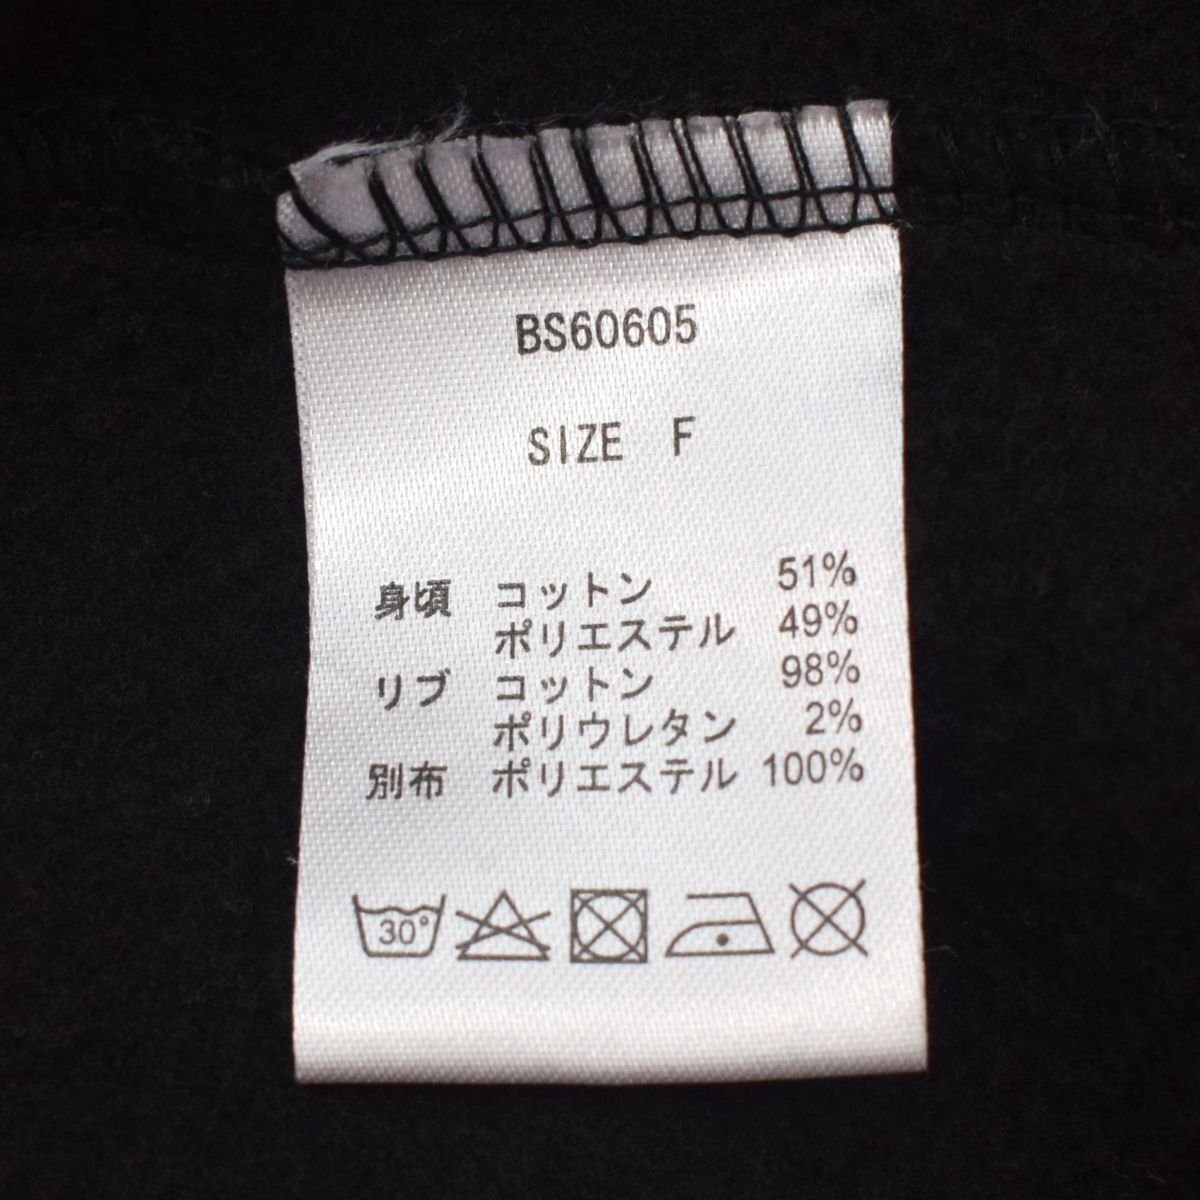 BS60605
SIZE F
身頃 コットン 51%
ポリエステル 49%
リブ コットン 98%
ポリウレタン 2%
別布 ポリエステル 100%
30°